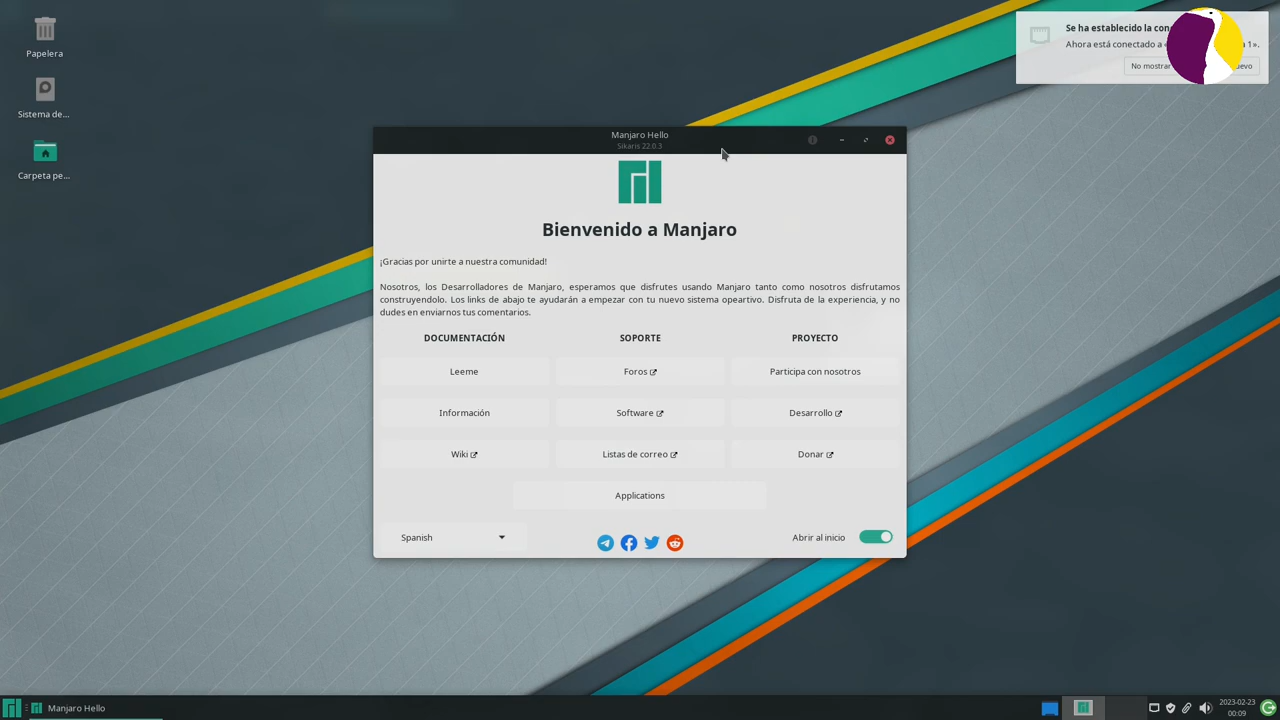 Papelera
Sistema de...
Carpeta pe...
Se ha establecido la
Ahora está conectado a 1».
No mostrar
Manjaro Hello
Sikaris 22.0.3
Bienvenido a Manjaro
¡Gracias por unirte a nuestra comunidad!
Nosotros, los Desarrolladores de Manjaro, esperamos que disfrutes usando Manjaro tanto como nosotros disfrutamos
construyendolo. Los links de abajo te ayudarán a empezar con tu nuevo sistema opeartivo. Disfruta de la experiencia, y no
dudes en enviarnos tus comentarios.
DOCUMENTACIÓN SOPORTE PROYECTO
Leeme Foros Participa con nosotros
Información Software Desarrollo
Wiki Listas de correo Donar
Applications
Spanish Abrir al inicio
Manjaro Hello
2023-02-23
00:09